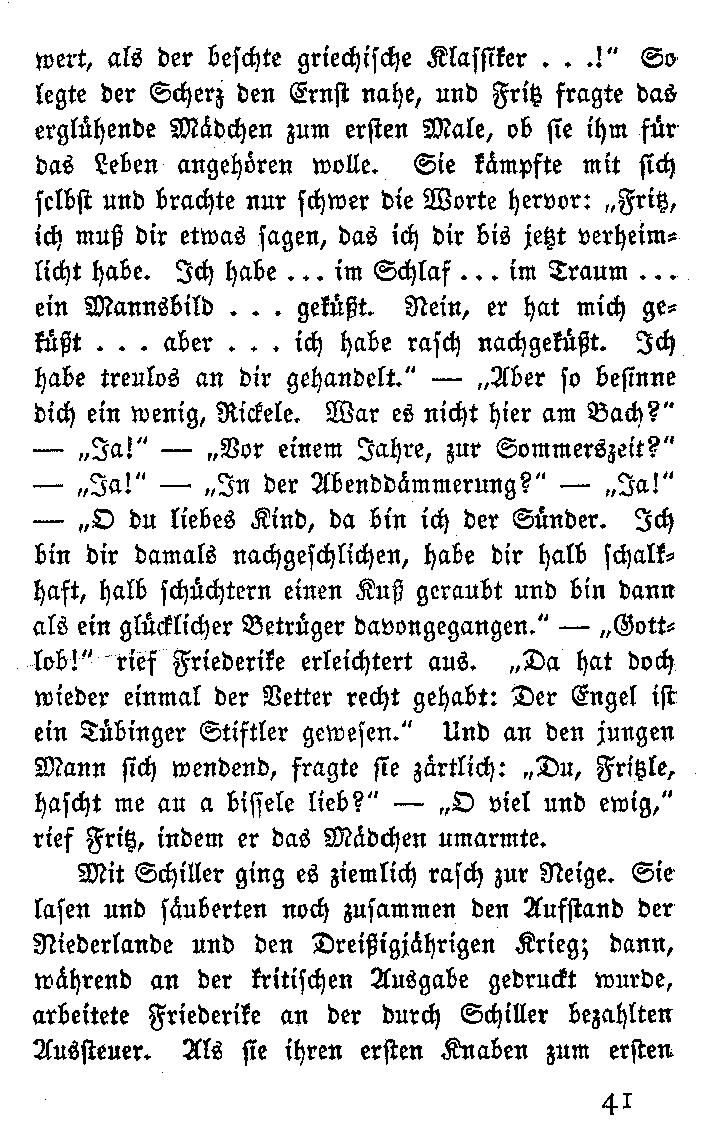 wert, als der beschte griechische Klassiker . . .!“ So
legte der Scherz den Ernst nahe, und Fritz fragte das
erglühende Mädchen zum ersten Male, ob sie ihm für
das Leben angehören wolle. Sie kämpfte mit sich
selbst und brachte nur schwer die Worte hervor: „Fritz,
ich muß dir etwas sagen, das ich dir bis jetzt verheim-
licht habe. Ich habe ... im Schlaf ... im Traum ...
ein Mannsbild . . . geküßt. Nein, er hat mich ge-
küßt . . . aber . . . ich habe rasch nachgeküßt. Ich
habe treulos an dir gehandelt.“ — „Aber so besinne
dich ein wenig, Rickele. War es nicht hier am Bach?“
— „Ja!“ — „Vor einem Jahre, zur Sommerszeit?“
— „Ja!“ — „In der Abenddämmerung?“ — „Ja!“
— „O du liebes Kind, da bin ich der Sünder. Ich
bin dir damals nachgeschlichen, habe dir halb schalk-
haft, halb schüchtern einen Kuß geraubt und bin dann
als ein glücklicher Betrüger davongegangen.“ — „Gott-
lob!“ rief Friederike erleichtert aus. „Da hat doch
wieder einmal der Vetter recht gehabt: Der Engel ist
ein Tübinger Stiftler gewesen.“ Und an den jungen
Mann sich wendend, fragte sie zärtlich: „Du, Fritzle,
hascht me au a bissele lieb?“ — „O viel und ewig,“
rief Fritz, indem er das Mädchen umarmte.
Mit Schiller ging es ziemlich rasch zur Neige. Sie
lasen und säuberten noch zusammen den Aufstand der
Niederlande und den Dreißigjährigen Krieg; dann,
während an der kritischen Ausgabe gedruckt wurde,
arbeitete Friederike an der durch Schiller bezahlten
Aussteuer. Als sie ihren ersten Knaben zum ersten
41